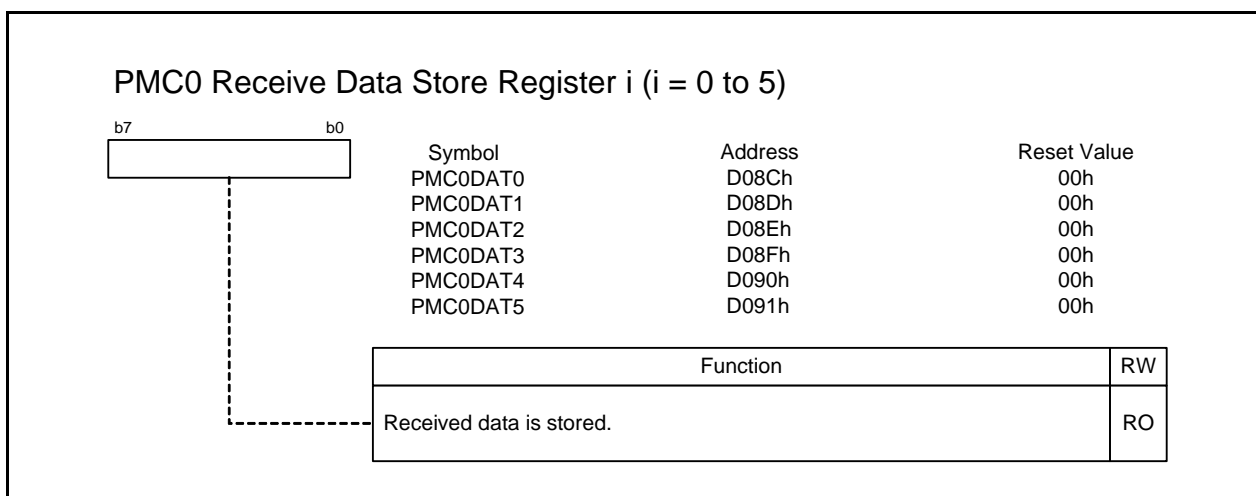 PMC0 Receive Data Store Register i (i = 0 to 5)
b7 b0
Symbol Address Reset Value
PMC0DAT0 D08Ch 00h
PMC0DAT1 D08Dh 00h
PMC0DAT2 D08Eh 00h
PMC0DAT3 D08Fh 00h
PMC0DAT4 D090h 00h
PMC0DAT5 D091h 00h
Function RW
Received data is stored. RO